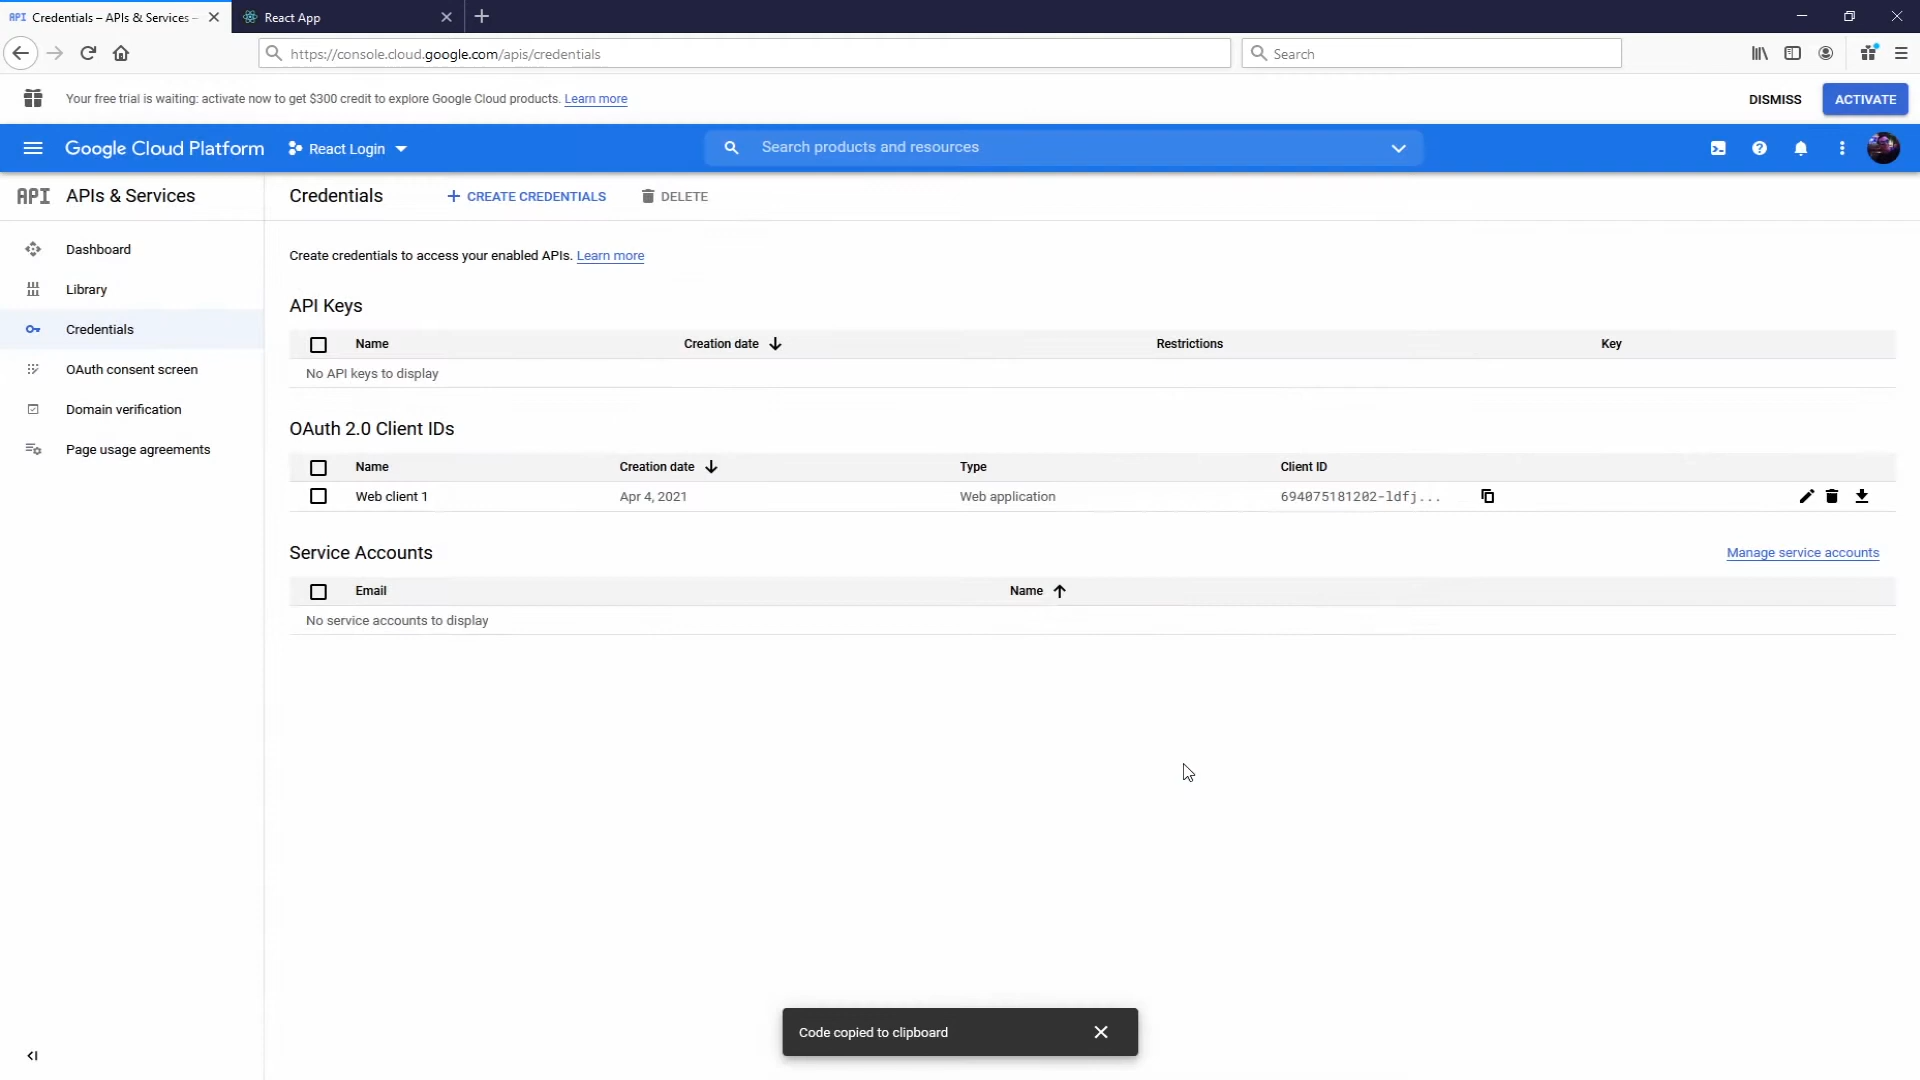 API Credentials – APIs & Services –
React App
https://console.cloud.google.com/apis/credentials
Search
Your free trial is waiting: activate now to get $300 credit to explore Google Cloud products. Learn more
DISMISS
ACTIVATE
Google Cloud Platform
React Login
Search products and resources
API APIs & Services
Credentials
+ CREATE CREDENTIALS
DELETE
Dashboard
Library
Credentials
OAuth consent screen
Domain verification
Page usage agreements
Create credentials to access your enabled APIs. Learn more
API Keys
Name Creation date Restrictions Key
No API keys to display
OAuth 2.0 Client IDs
Name Creation date Type Client ID
Web client 1 Apr 4, 2021 Web application 694075181202-ldfj...
Service Accounts
Manage service accounts
Email Name
No service accounts to display
Code copied to clipboard